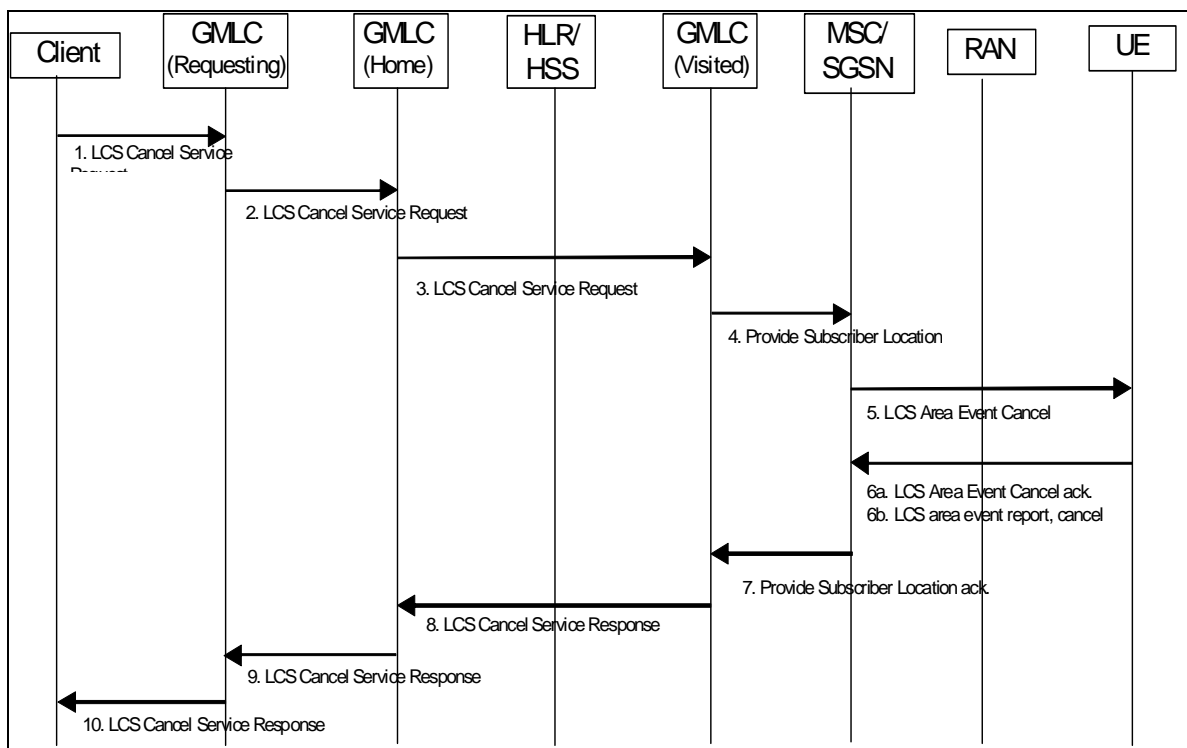 Client
GMLC
(Requesting)
GMLC
(Home)
HLR/
HSS
GMLC
(Visited)
MSC/
SGSN
RAN
UE
1. LCS Cancel Service
2. LCS Cancel Service Request
3. LCS Cancel Service Request
4. Provide Subscriber Location
5. LCS Area Event Cancel
6a. LCS Area Event Cancel ack.
6b. LCS area event report, cancel
7. Provide Subscriber Location ack.
8. LCS Cancel Service Response
9. LCS Cancel Service Response
10. LCS Cancel Service Response